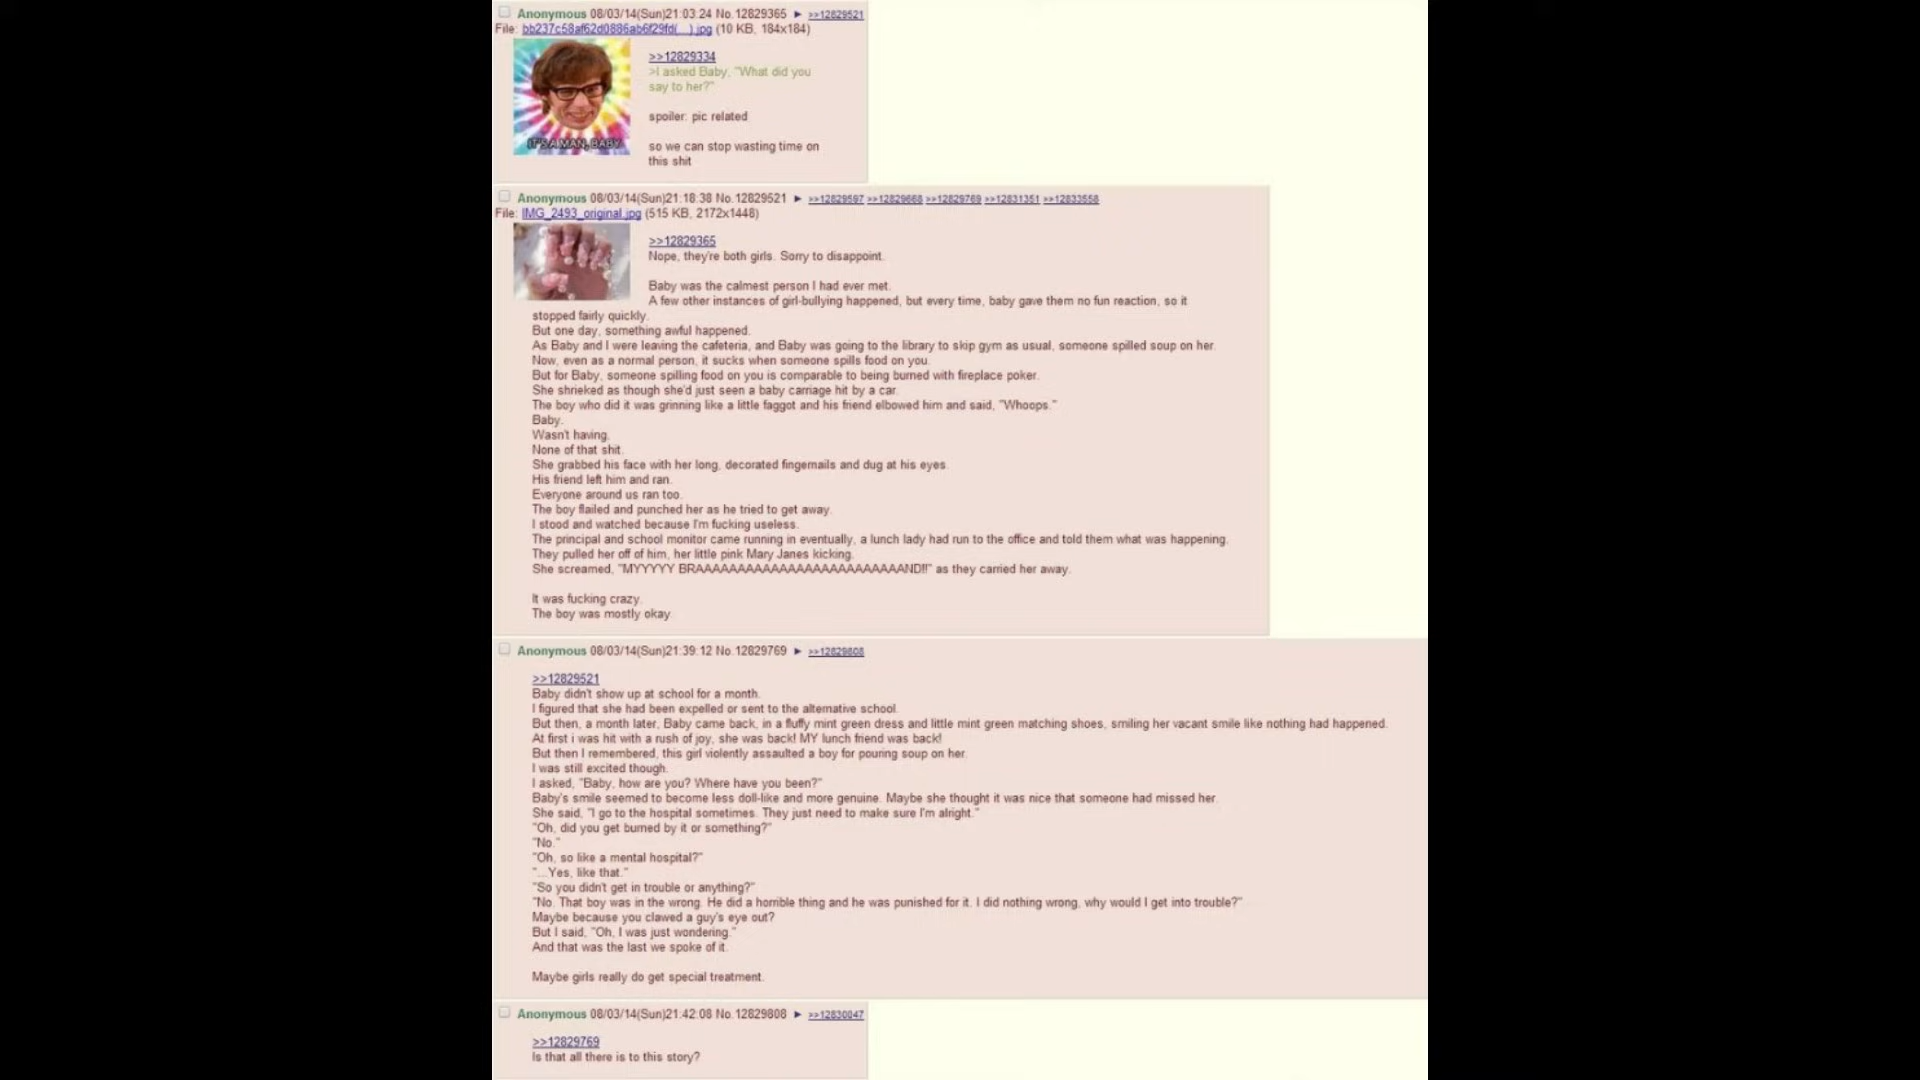 Anonymous 08/03/14(Sun)21:03:24 No.12829365 ► >>12829521
File: bb237c58af62d0886ab6f29fd(...).jpg (10 KB, 184x184)
>>12829334
>I asked Baby, "What did you
say to her?"
spoiler: pic related
so we can stop wasting time on
this shit
IT'S A MAN, BABY
Anonymous 08/03/14(Sun)21:18:38 No.12829521 ► >>12829597 >>12829668 >>12829769 >>12831351 >>12833558
File: IMG_2493_original.jpg (515 KB, 2172x1448)
>>12829365
Nope, they're both girls. Sorry to disappoint.
Baby was the calmest person I had ever met.
A few other instances of girl-bullying happened, but every time, baby gave them no fun reaction, so it
stopped fairly quickly.
But one day, something awful happened.
As Baby and I were leaving the cafeteria, and Baby was going to the library to skip gym as usual, someone spilled soup on her.
Now, even as a normal person, it sucks when someone spills food on you.
But for Baby, someone spilling food on you is comparable to being burned with fireplace poker.
She shrieked as though she'd just seen a baby carriage hit by a car.
The boy who did it was grinning like a little faggot and his friend elbowed him and said, "Whoops."
Baby.
Wasn't having.
None of that shit.
She grabbed his face with her long, decorated fingernails and dug at his eyes.
His friend left him and ran.
Everyone around us ran too.
The boy flailed and punched her as he tried to get away.
I stood and watched because I'm fucking useless.
The principal and school monitor came running in eventually, a lunch lady had run to the office and told them what was happening.
They pulled her off of him, her little pink Mary Janes kicking.
She screamed, "MYYYYY BRAAAAAAAAAAAAAAAAAAAAAAAAAND!!" as they carried her away.
It was fucking crazy.
The boy was mostly okay.
Anonymous 08/03/14(Sun)21:39:12 No.12829769 ► >>12829808
>>12829521
Baby didn't show up at school for a month.
I figured that she had been expelled or sent to the alternative school.
But then, a month later, Baby came back, in a fluffy mint green dress and little mint green matching shoes, smiling her vacant smile like nothing had happened.
At first i was hit with a rush of joy, she was back! MY lunch friend was back!
But then I remembered, this girl violently assaulted a boy for pouring soup on her.
I was still excited though.
I asked, "Baby, how are you? Where have you been?"
Baby's smile seemed to become less doll-like and more genuine. Maybe she thought it was nice that someone had missed her.
She said, "I go to the hospital sometimes. They just need to make sure I'm alright."
"Oh, did you get burned by it or something?"
"No."
"Oh, so like a mental hospital?"
"...Yes, like that."
"So you didn't get in trouble or anything?"
"No. That boy was in the wrong. He did a horrible thing and he was punished for it. I did nothing wrong, why would I get into trouble?"
Maybe because you clawed a guy's eye out?
But I said, "Oh, I was just wondering."
And that was the last we spoke of it.
Maybe girls really do get special treatment.
Anonymous 08/03/14(Sun)21:42:08 No.12829808 ► >>12830047
>>12829769
Is that all there is to this story?